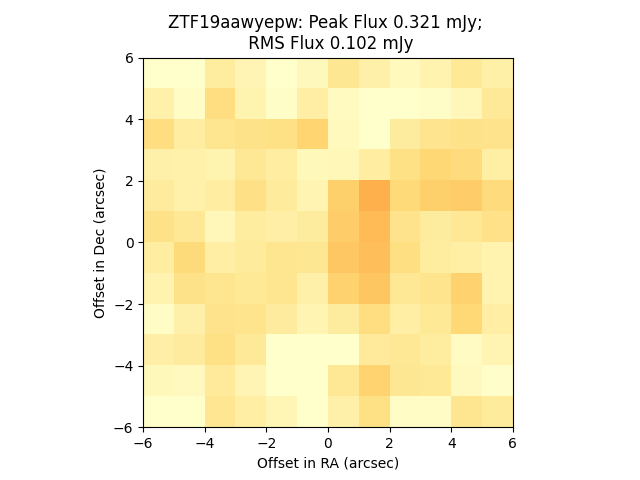 ZTF19aawyepw: Peak Flux 0.321 mJy;
RMS Flux 0.102 mJy
6
4
2
0
−2
−4
−6
Offset in Dec (arcsec)
−6 −4 −2 0 2 4 6
Offset in RA (arcsec)